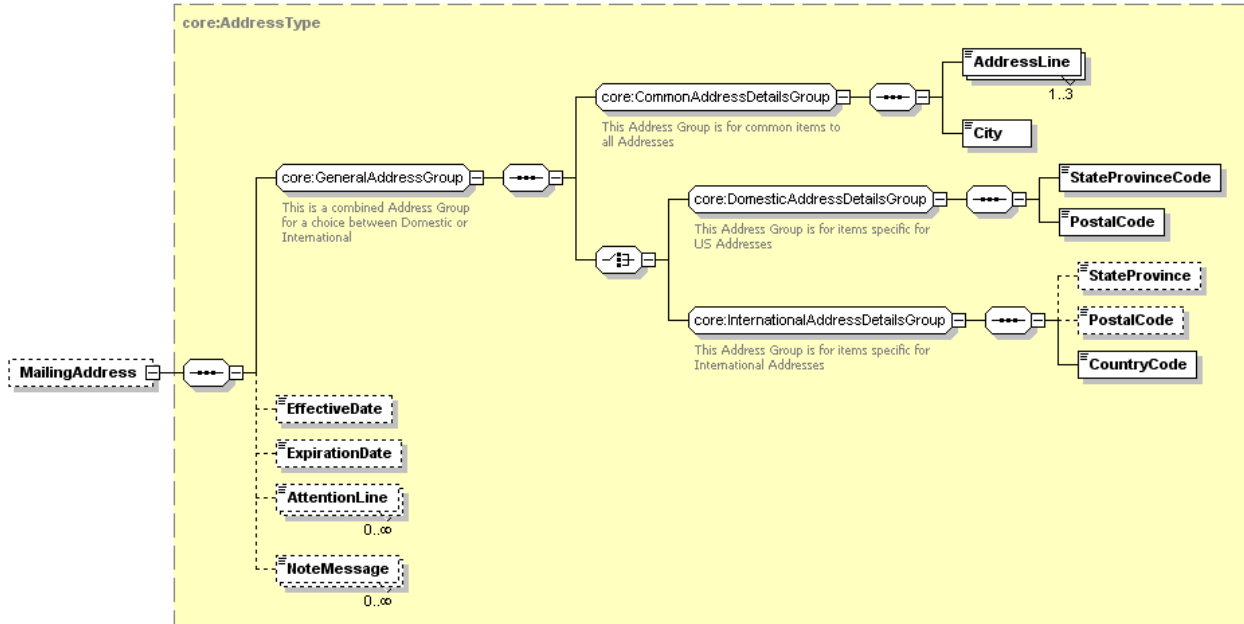 core:AddressType
AddressLine
1..3
core:CommonAddressDetailsGroup
This Address Group is for common items to
all Addresses
City
core:GeneralAddressGroup
This is a combined Address Group
for a choice between Domestic or
International
StateProvinceCode
core:DomesticAddressDetailsGroup
This Address Group is for items specific for
US Addresses
PostalCode
StateProvince
core:InternationalAddressDetailsGroup
This Address Group is for items specific for
International Addresses
PostalCode
CountryCode
MailingAddress
EffectiveDate
ExpirationDate
AttentionLine
0..∞
NoteMessage
0..∞